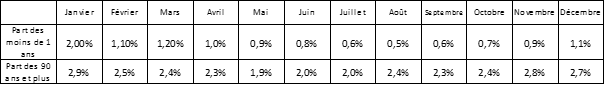 Janvier Février Mars Avril Mai Juin Juillet Août Septembre Octobre Novembre Décembre
Part des moins de 1 ans 2,00% 1,10% 1,20% 1,0% 0,9% 0,8% 0,6% 0,5% 0,6% 0,7% 0,9% 1,1%
Part des 90 ans et plus 2,9% 2,5% 2,4% 2,3% 1,9% 2,0% 2,0% 2,4% 2,3% 2,4% 2,8% 2,7%